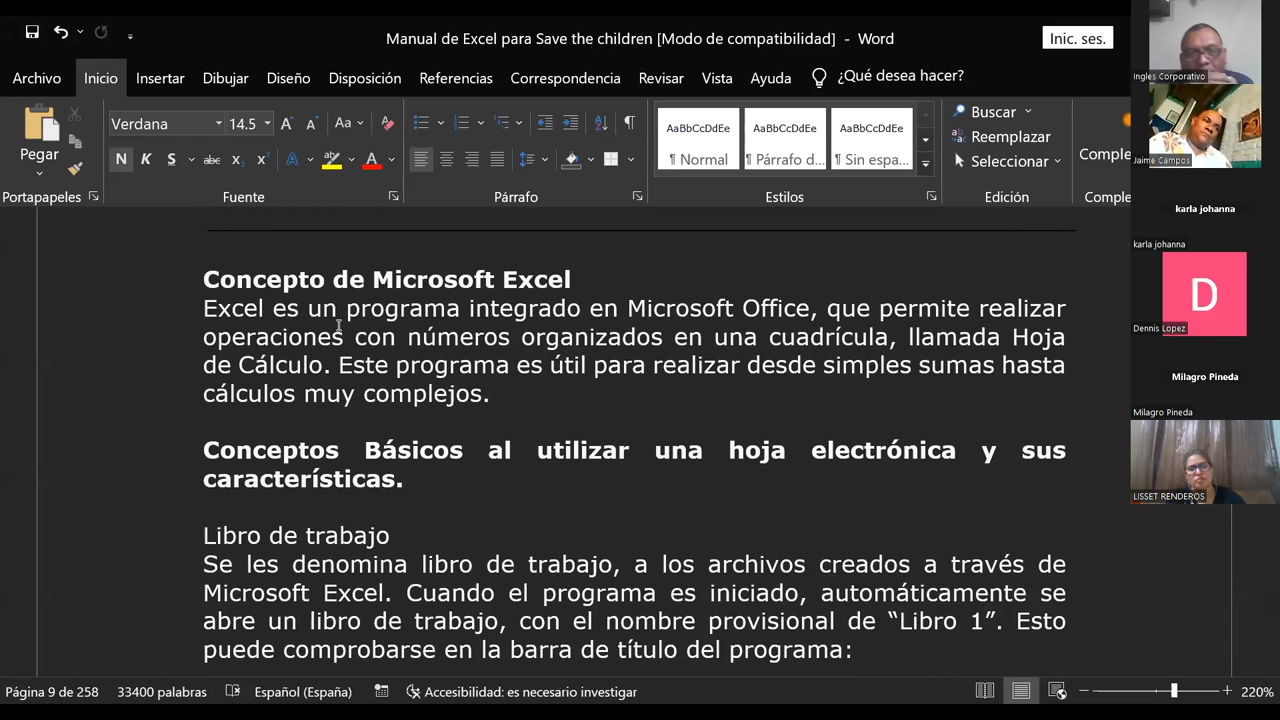 Manual de Excel para Save the children [Modo de compatibilidad] - Word
Inic. ses.
Archivo Inicio Insertar Dibujar Diseño Disposición Referencias Correspondencia Revisar Vista Ayuda ¿Qué desea hacer?
Pegar
Verdana 14.5
N K S abc x₂ x²
AaBbCcDdEe AaBbCcDdEe AaBbCcDdEe
¶ Normal ¶ Párrafo d... ¶ Sin espa...
Buscar
Reemplazar
Seleccionar
Comple
Portapapeles Fuente Párrafo Estilos Edición Comple
Concepto de Microsoft Excel
Excel es un programa integrado en Microsoft Office, que permite realizar
operaciones con números organizados en una cuadrícula, llamada Hoja
de Cálculo. Este programa es útil para realizar desde simples sumas hasta
cálculos muy complejos.
Conceptos Básicos al utilizar una hoja electrónica y sus
características.
Libro de trabajo
Se les denomina libro de trabajo, a los archivos creados a través de
Microsoft Excel. Cuando el programa es iniciado, automáticamente se
abre un libro de trabajo, con el nombre provisional de “Libro 1”. Esto
puede comprobarse en la barra de título del programa:
Página 9 de 258 33400 palabras Español (España) Accesibilidad: es necesario investigar 220%
Ingles Corporativo
Jaime Campos
karla johanna
karla johanna
D
Dennis Lopez
Milagro Pineda
Milagro Pineda
LISSET RENDEROS